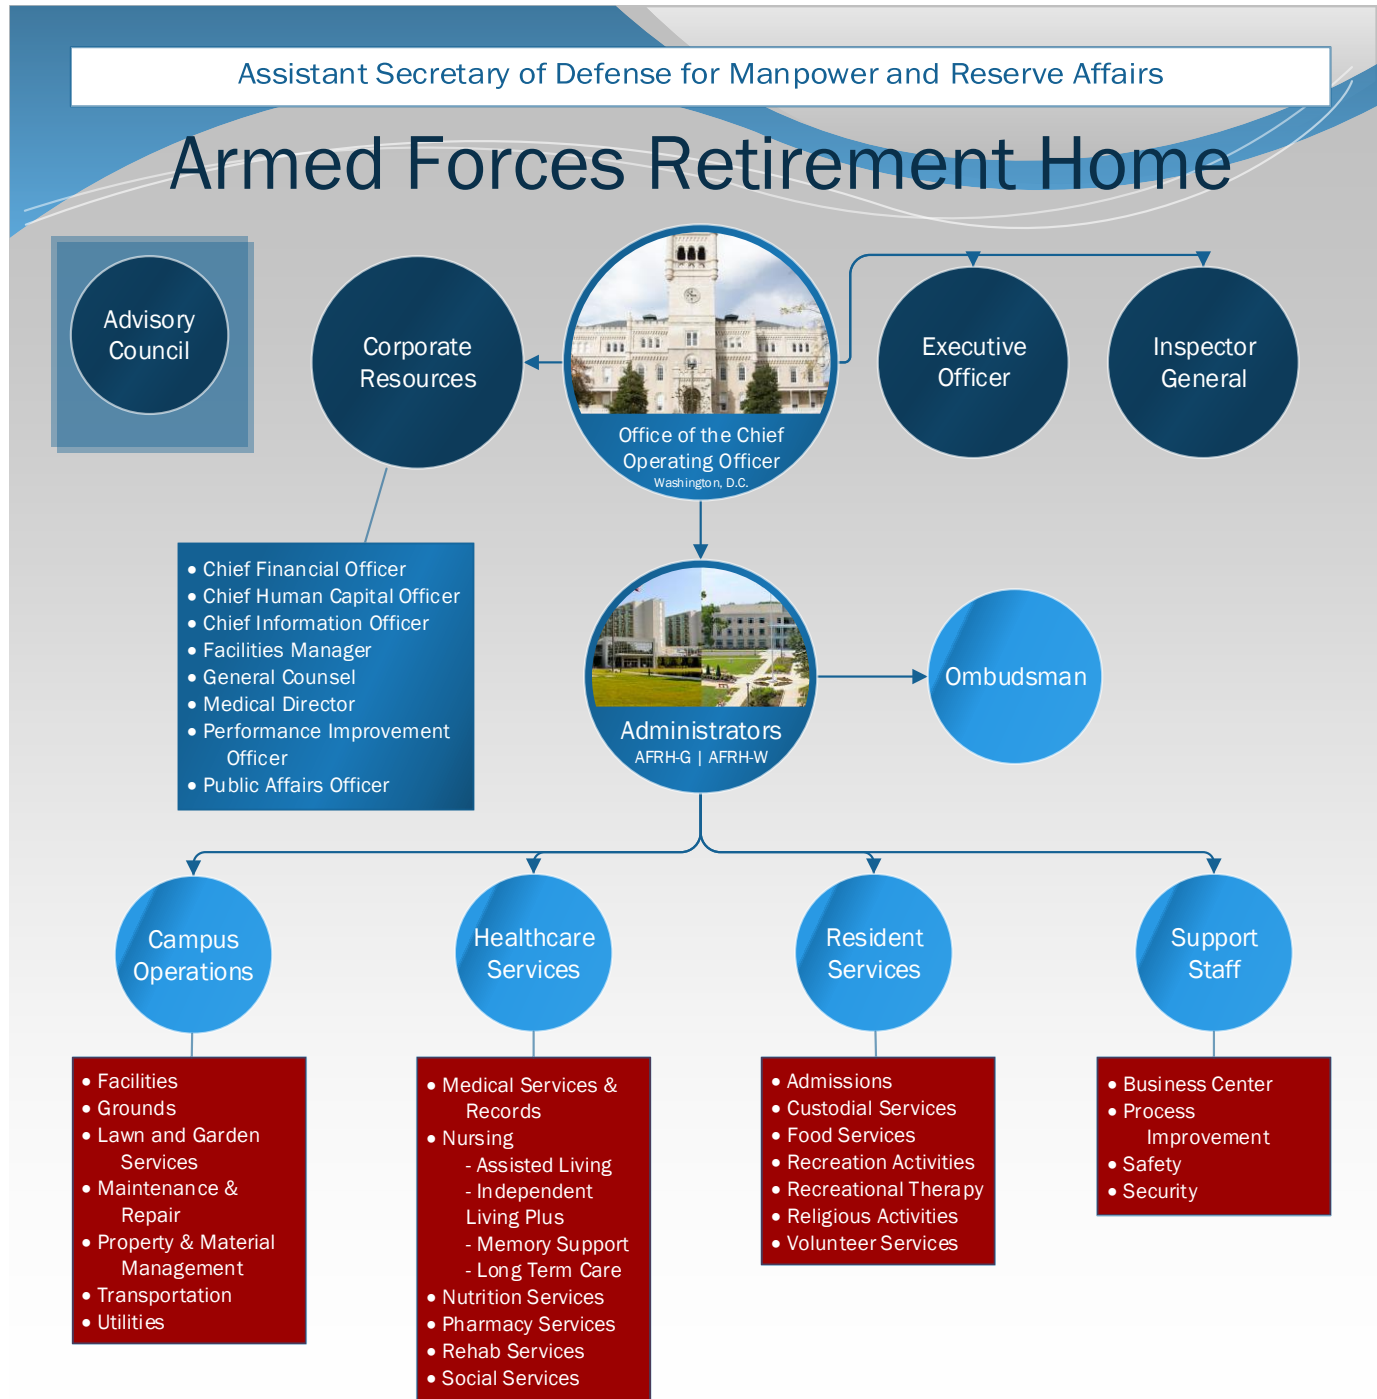 Assistant Secretary of Defense for Manpower and Reserve Affairs
Armed Forces Retirement Home
Advisory
Council
Corporate
Resources
Office of the Chief
Operating Officer
Washington, D.C.
Executive
Officer
Inspector
General
• Chief Financial Officer
• Chief Human Capital Officer
• Chief Information Officer
• Facilities Manager
• General Counsel
• Medical Director
• Performance Improvement
Officer
• Public Affairs Officer
Administrators
AFRH-G | AFRH-W
Ombudsman
Campus
Operations
Healthcare
Services
Resident
Services
Support
Staff
• Facilities
• Grounds
• Lawn and Garden
Services
• Maintenance &
Repair
• Property & Material
Management
• Transportation
• Utilities
• Medical Services &
Records
• Nursing
- Assisted Living
- Independent
Living Plus
- Memory Support
- Long Term Care
• Nutrition Services
• Pharmacy Services
• Rehab Services
• Social Services
• Admissions
• Custodial Services
• Food Services
• Recreation Activities
• Recreational Therapy
• Religious Activities
• Volunteer Services
• Business Center
• Process
Improvement
• Safety
• Security